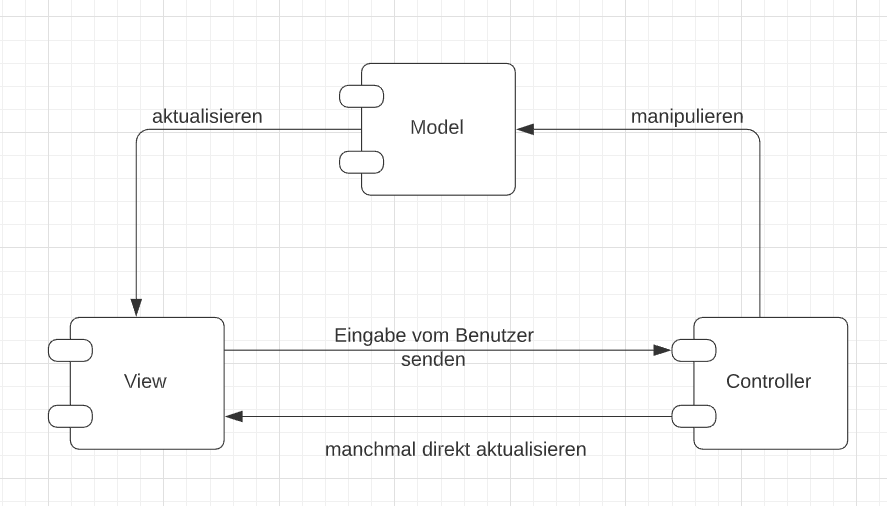 aktualisieren
manipulieren
Model
Eingabe vom Benutzer
senden
View
Controller
manchmal direkt aktualisieren